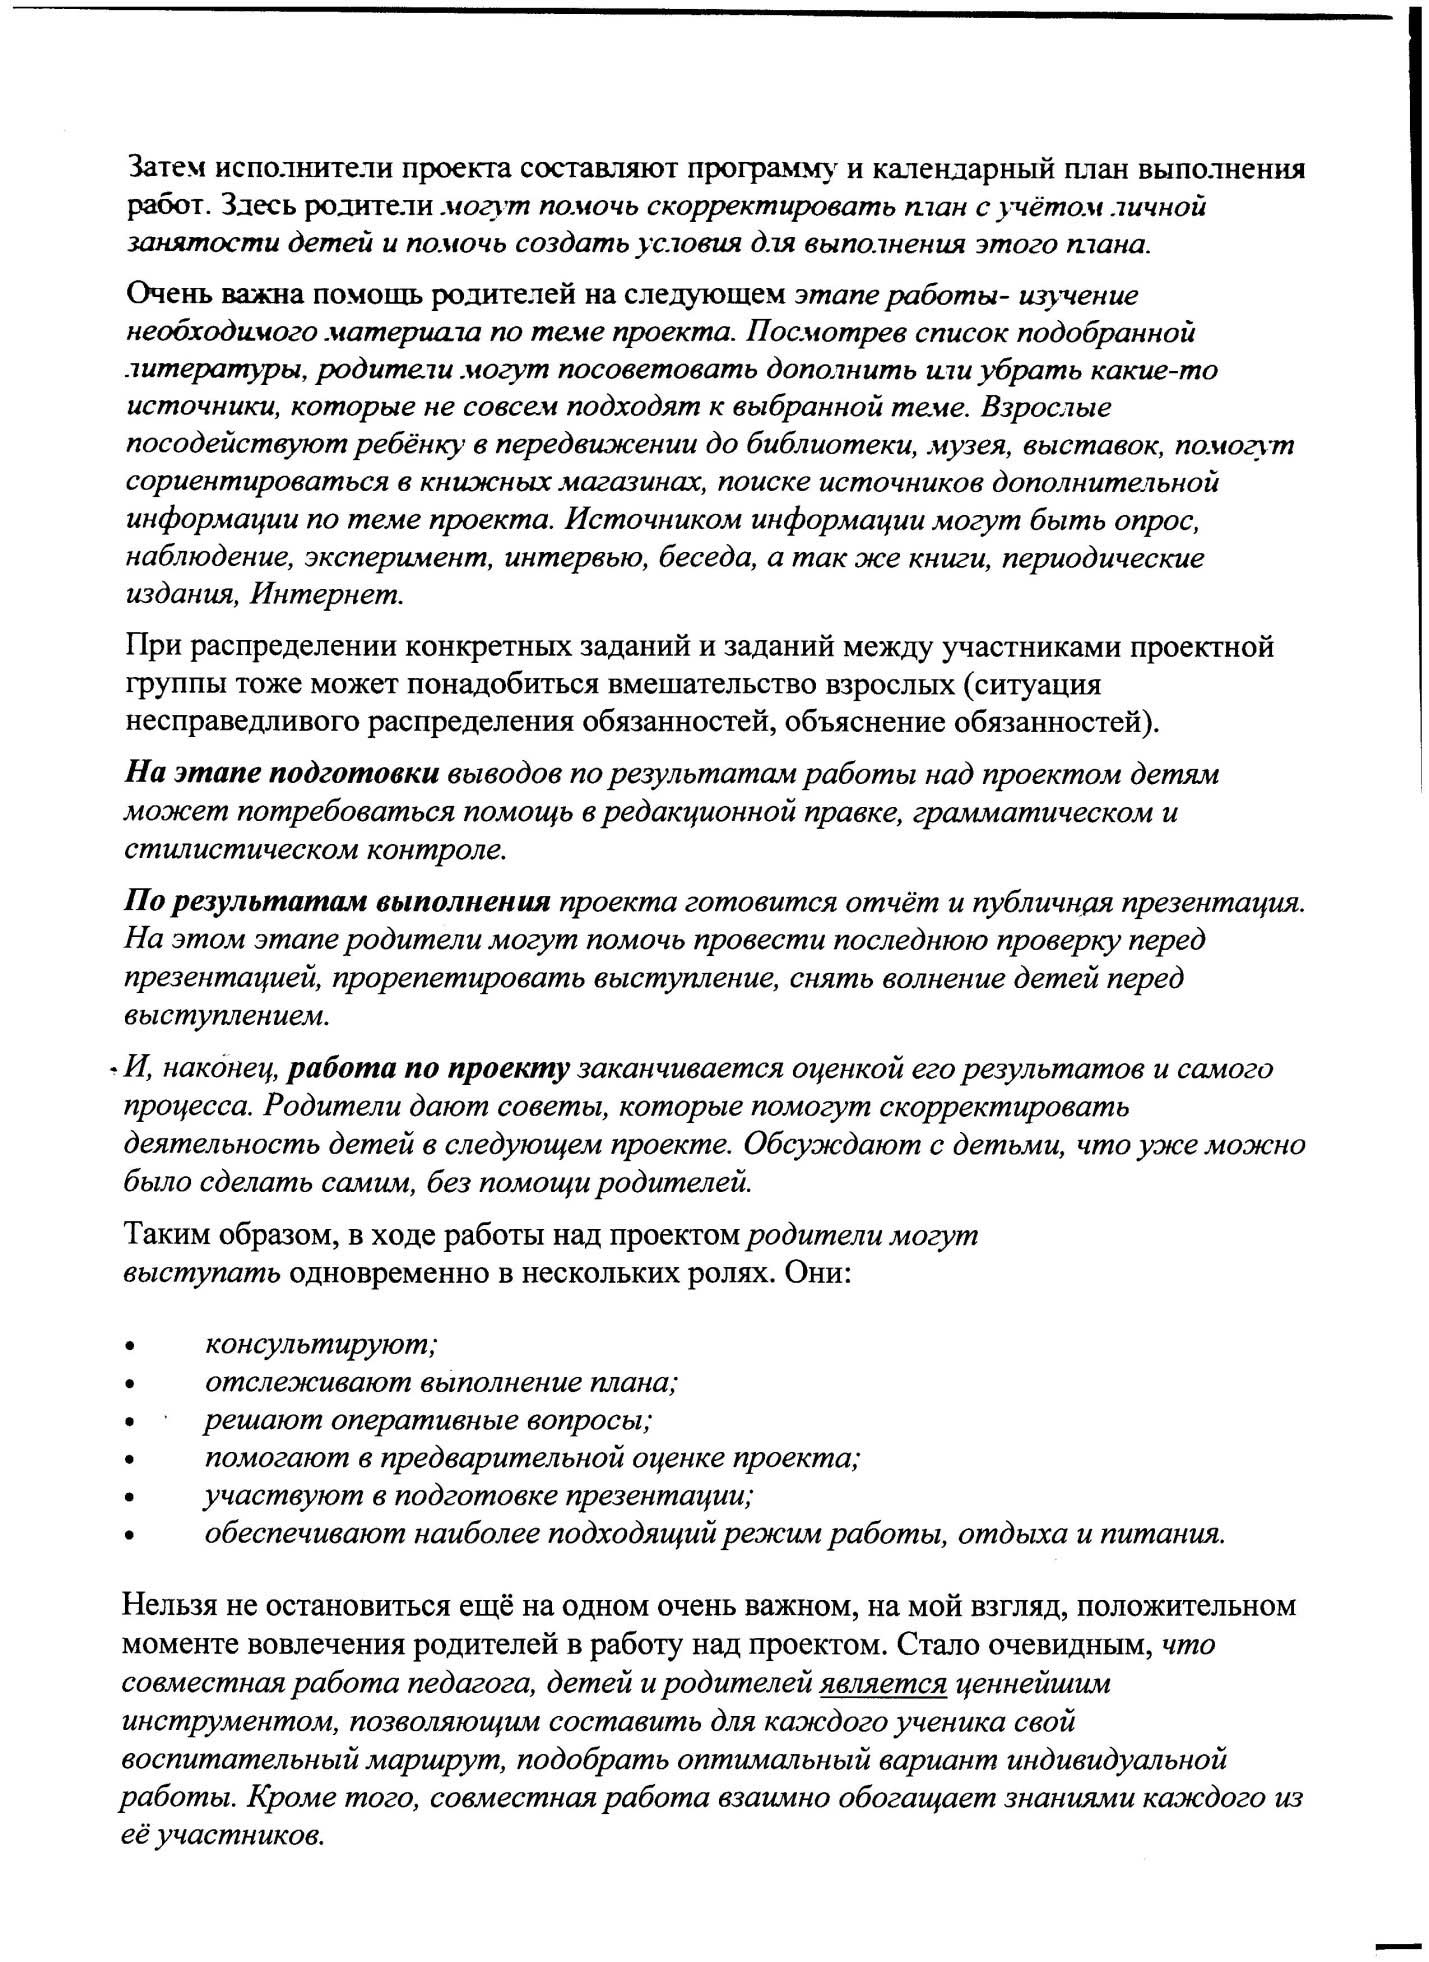 Затем исполнители проекта составляют программу и календарный план выполнения
работ. Здесь родители могут помочь скорректировать план с учётом личной
занятости детей и помочь создать условия для выполнения этого плана.
Очень важна помощь родителей на следующем этапе работы- изучение
необходимого материала по теме проекта. Посмотрев список подобранной
литературы, родители могут посоветовать дополнить или убрать какие-то
источники, которые не совсем подходят к выбранной теме. Взрослые
посодействуют ребёнку в передвижении до библиотеки, музея, выставок, помогут
сориентироваться в книжных магазинах, поиске источников дополнительной
информации по теме проекта. Источником информации могут быть опрос,
наблюдение, эксперимент, интервью, беседа, а так же книги, периодические
издания, Интернет.
При распределении конкретных заданий и заданий между участниками проектной
группы тоже может понадобиться вмешательство взрослых (ситуация
несправедливого распределения обязанностей, объяснение обязанностей).
На этапе подготовки выводов по результатам работы над проектом детям
может потребоваться помощь в редакционной правке, грамматическом и
стилистическом контроле.
По результатам выполнения проекта готовится отчёт и публичная презентация.
На этом этапе родители могут помочь провести последнюю проверку перед
презентацией, прорепетировать выступление, снять волнение детей перед
выступлением.
И, наконец, работа по проекту заканчивается оценкой его результатов и самого
процесса. Родители дают советы, которые помогут скорректировать
деятельность детей в следующем проекте. Обсуждают с детьми, что уже можно
было сделать самим, без помощи родителей.
Таким образом, в ходе работы над проектом родители могут
выступать одновременно в нескольких ролях. Они:
• консультируют;
• отслеживают выполнение плана;
• решают оперативные вопросы;
• помогают в предварительной оценке проекта;
• участвуют в подготовке презентации;
• обеспечивают наиболее подходящий режим работы, отдыха и питания.
Нельзя не остановиться ещё на одном очень важном, на мой взгляд, положительном
моменте вовлечения родителей в работу над проектом. Стало очевидным, что
совместная работа педагога, детей и родителей является ценнейшим
инструментом, позволяющим составить для каждого ученика свой
воспитательный маршрут, подобрать оптимальный вариант индивидуальной
работы. Кроме того, совместная работа взаимно обогащает знаниями каждого из
её участников.